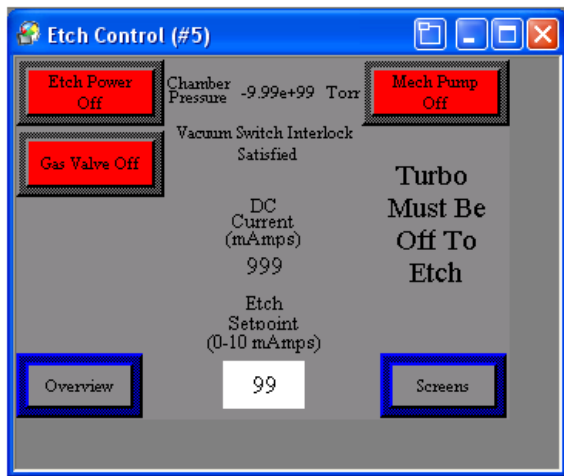 Etch Control (#5)
Etch Power
Off
Chamber
Pressure -9.99e+99 Torr
Mech Pump
Off
Vacuum Switch Interlock
Satisfied
Gas Valve Off
Turbo
Must Be
Off To
Etch
DC
Current
(mAmps)
999
Etch
Setpoint
(0-10 mAmps)
99
Overview
Screens